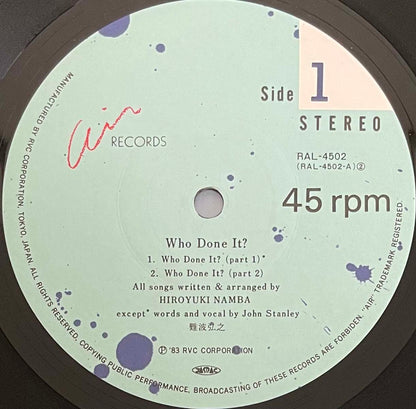 Side 1
STEREO
Air RECORDS
RAL-4502
(RAL-4502-A)②
45 rpm
Who Done It?
1. Who Done It? (part 1)*
2. Who Done It? (part 2)
All songs written & arranged by
HIROYUKI NAMBA
except* words and vocal by John Stanley
難波弘之
Ⓟ '83 RVC CORPORATION
MANUFACTURED BY RVC CORPORATION, TOKYO, JAPAN. ALL RIGHTS RESERVED. COPYING PUBLIC PERFORMANCE, BROADCASTING OF THESE RECORDS ARE FORBIDDEN. "AIR" TRADEMARK REGISTERED.